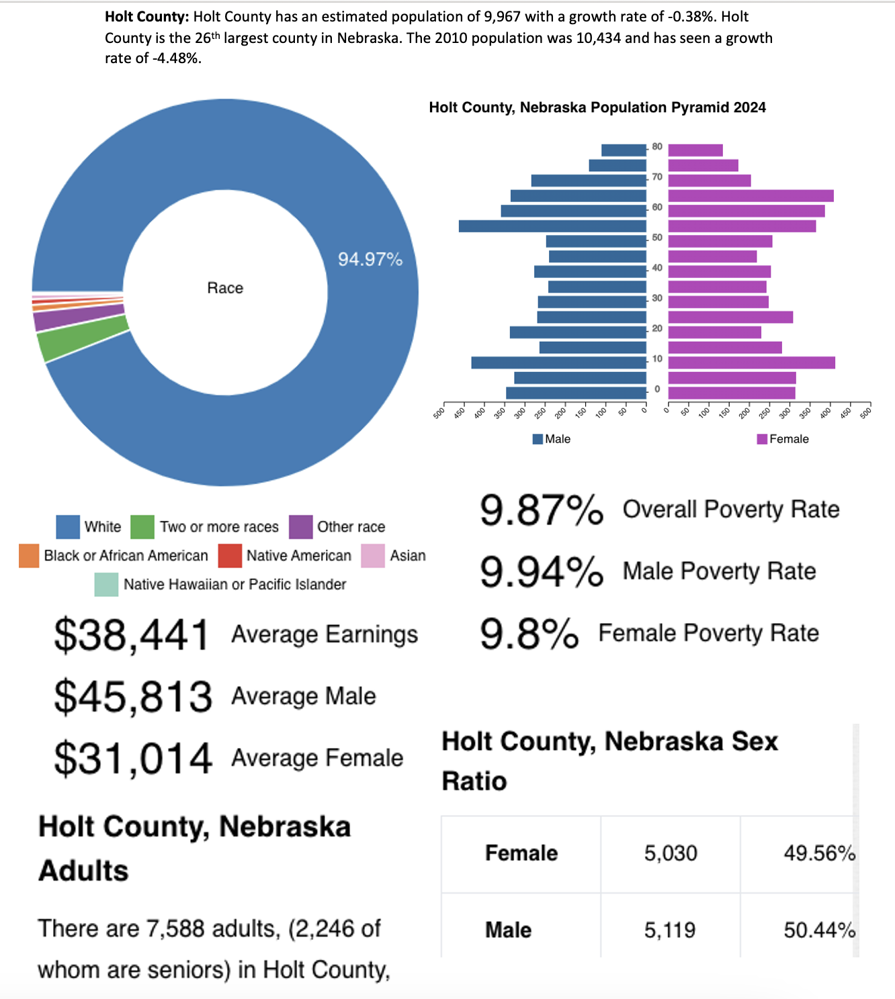 Holt County: Holt County has an estimated population of 9,967 with a growth rate of -0.38%. Holt
County is the 26th largest county in Nebraska. The 2010 population was 10,434 and has seen a growth
rate of -4.48%.
94.97%
Race
White Two or more races Other race
Black or African American Native American Asian
Native Hawaiian or Pacific Islander
Holt County, Nebraska Population Pyramid 2024
80
70
60
50
40
30
20
10
0
500 450 400 350 300 250 200 150 100 50 0 0 50 100 150 200 250 300 350 400 450 500
Male Female
9.87% Overall Poverty Rate
9.94% Male Poverty Rate
9.8% Female Poverty Rate
$38,441 Average Earnings
$45,813 Average Male
$31,014 Average Female
Holt County, Nebraska Sex
Ratio
Female 5,030 49.56%
Male 5,119 50.44%
Holt County, Nebraska
Adults
There are 7,588 adults, (2,246 of
whom are seniors) in Holt County,